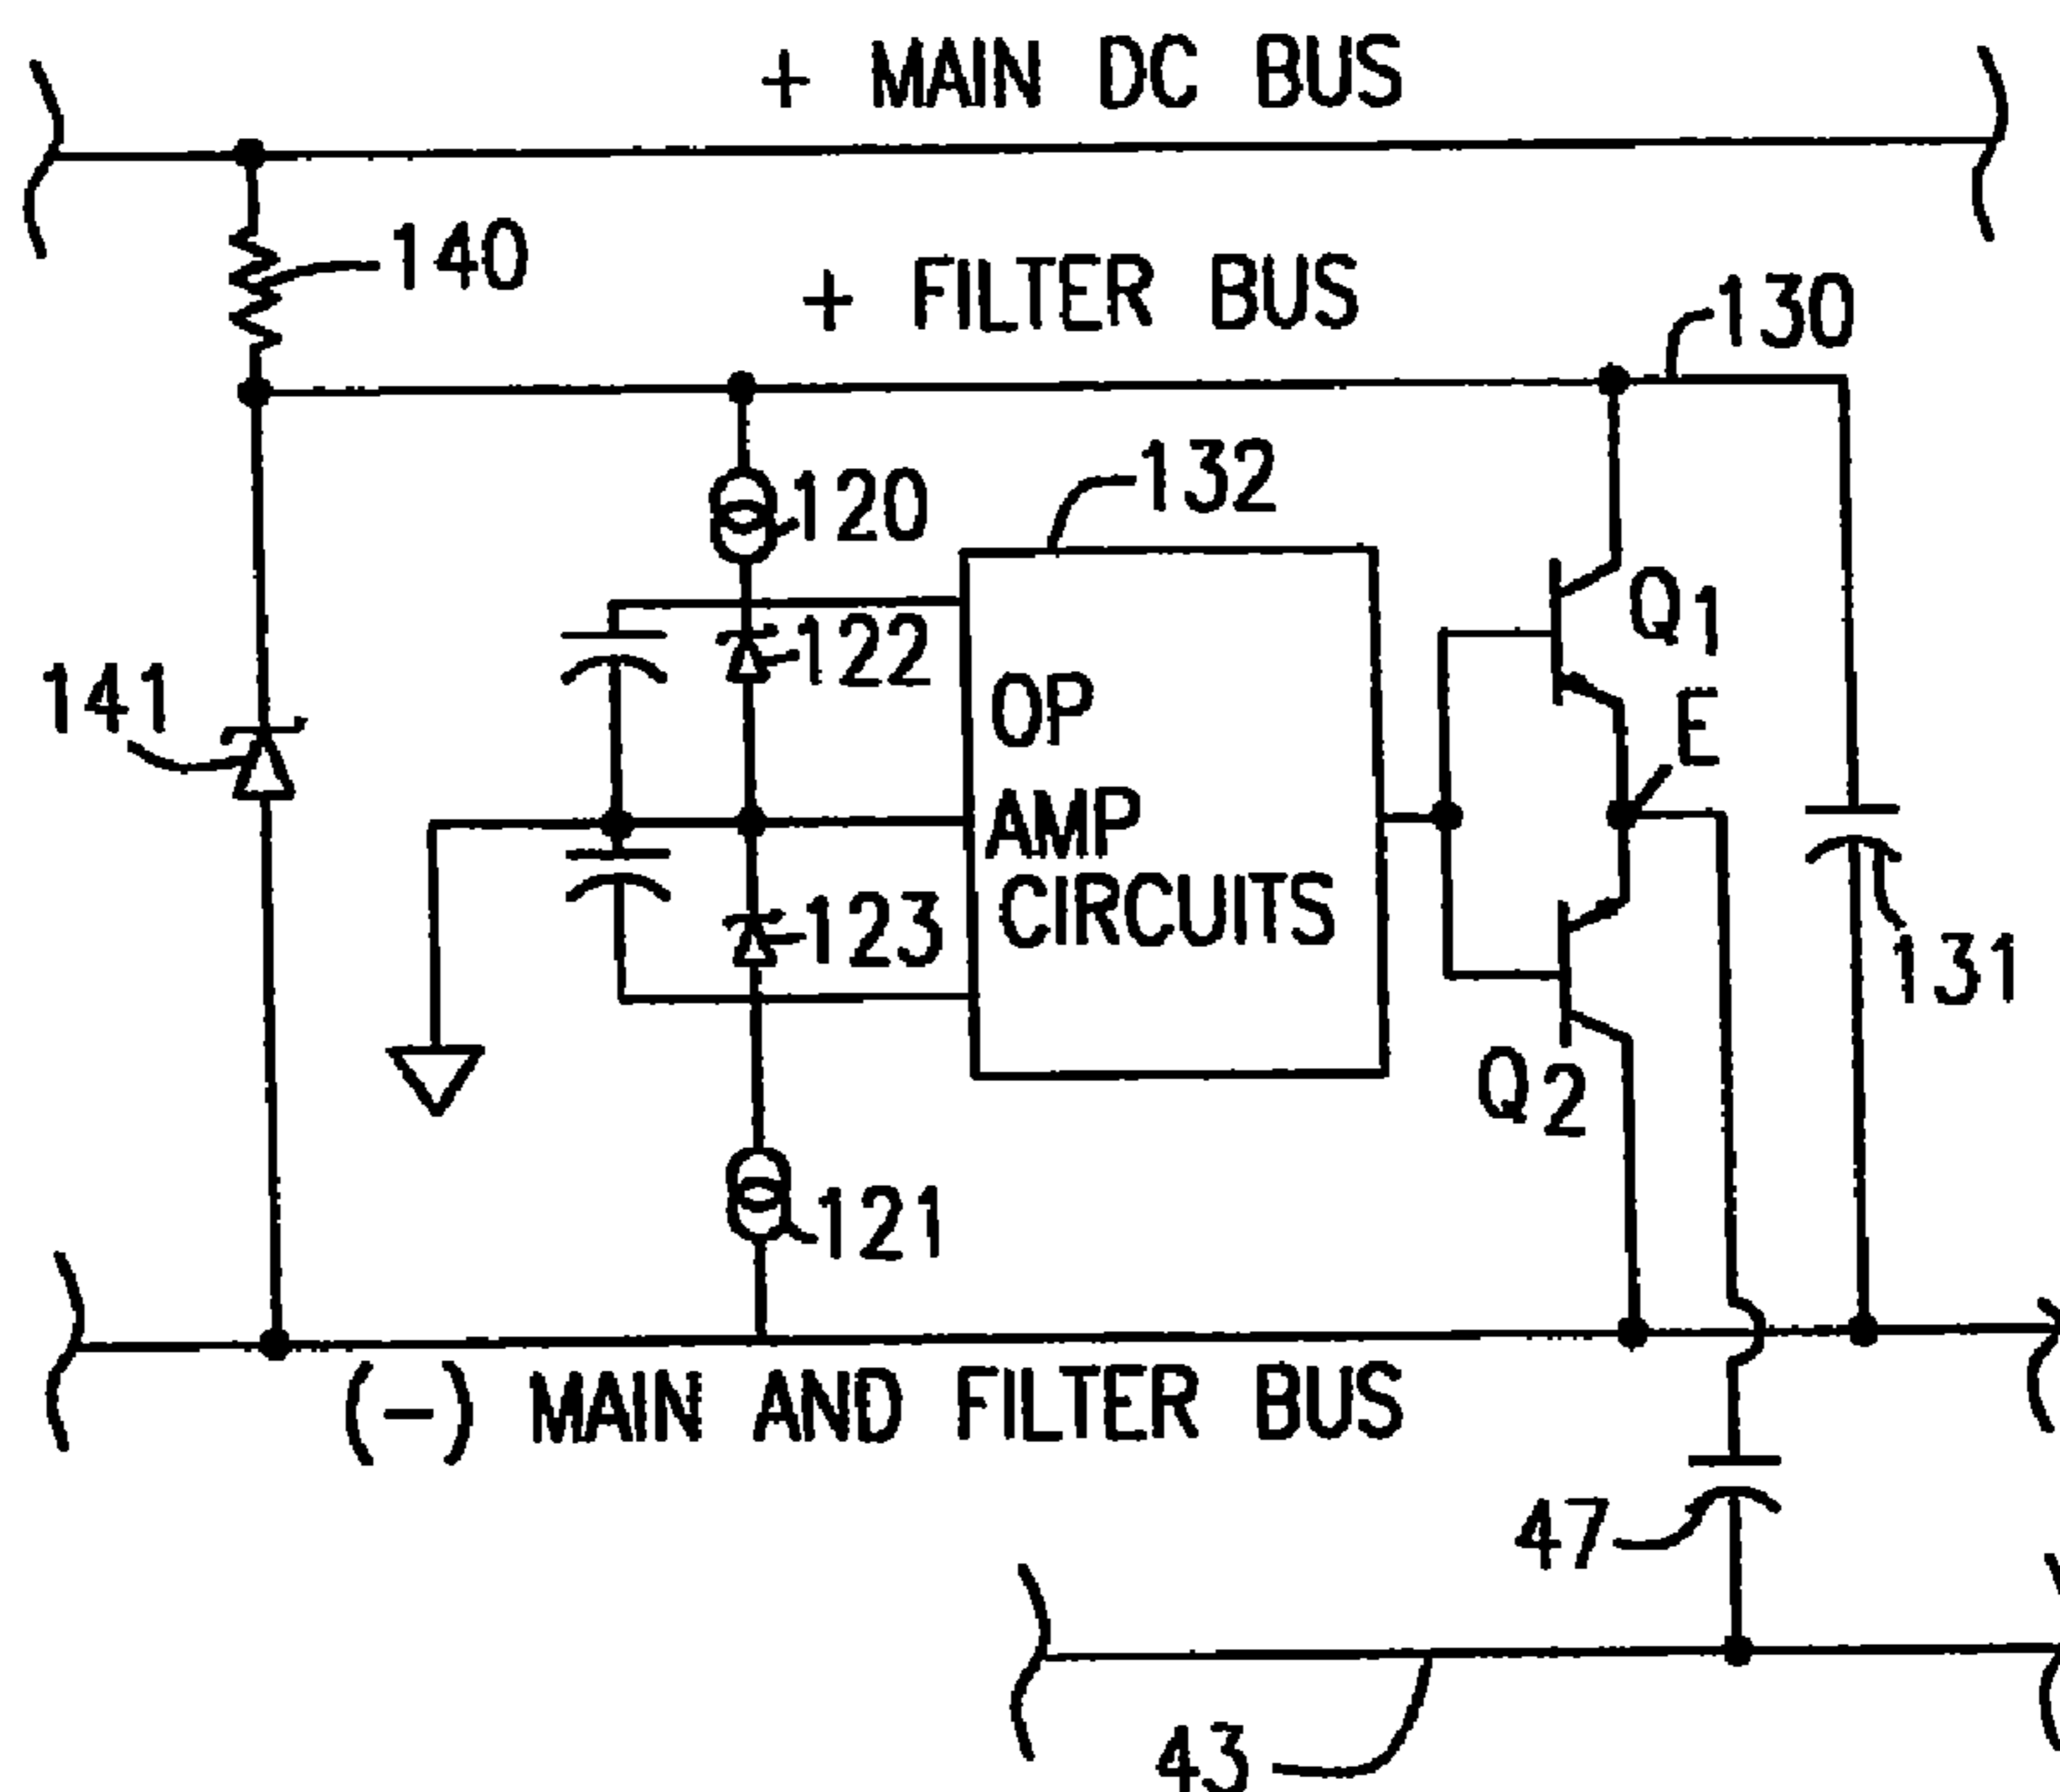 + MAIN DC BUS
140
+ FILTER BUS
130
132
120
Q1
122
141
OP
E
AMP
CIRCUITS
123
131
Q2
121
(-) MAIN AND FILTER BUS
47
43